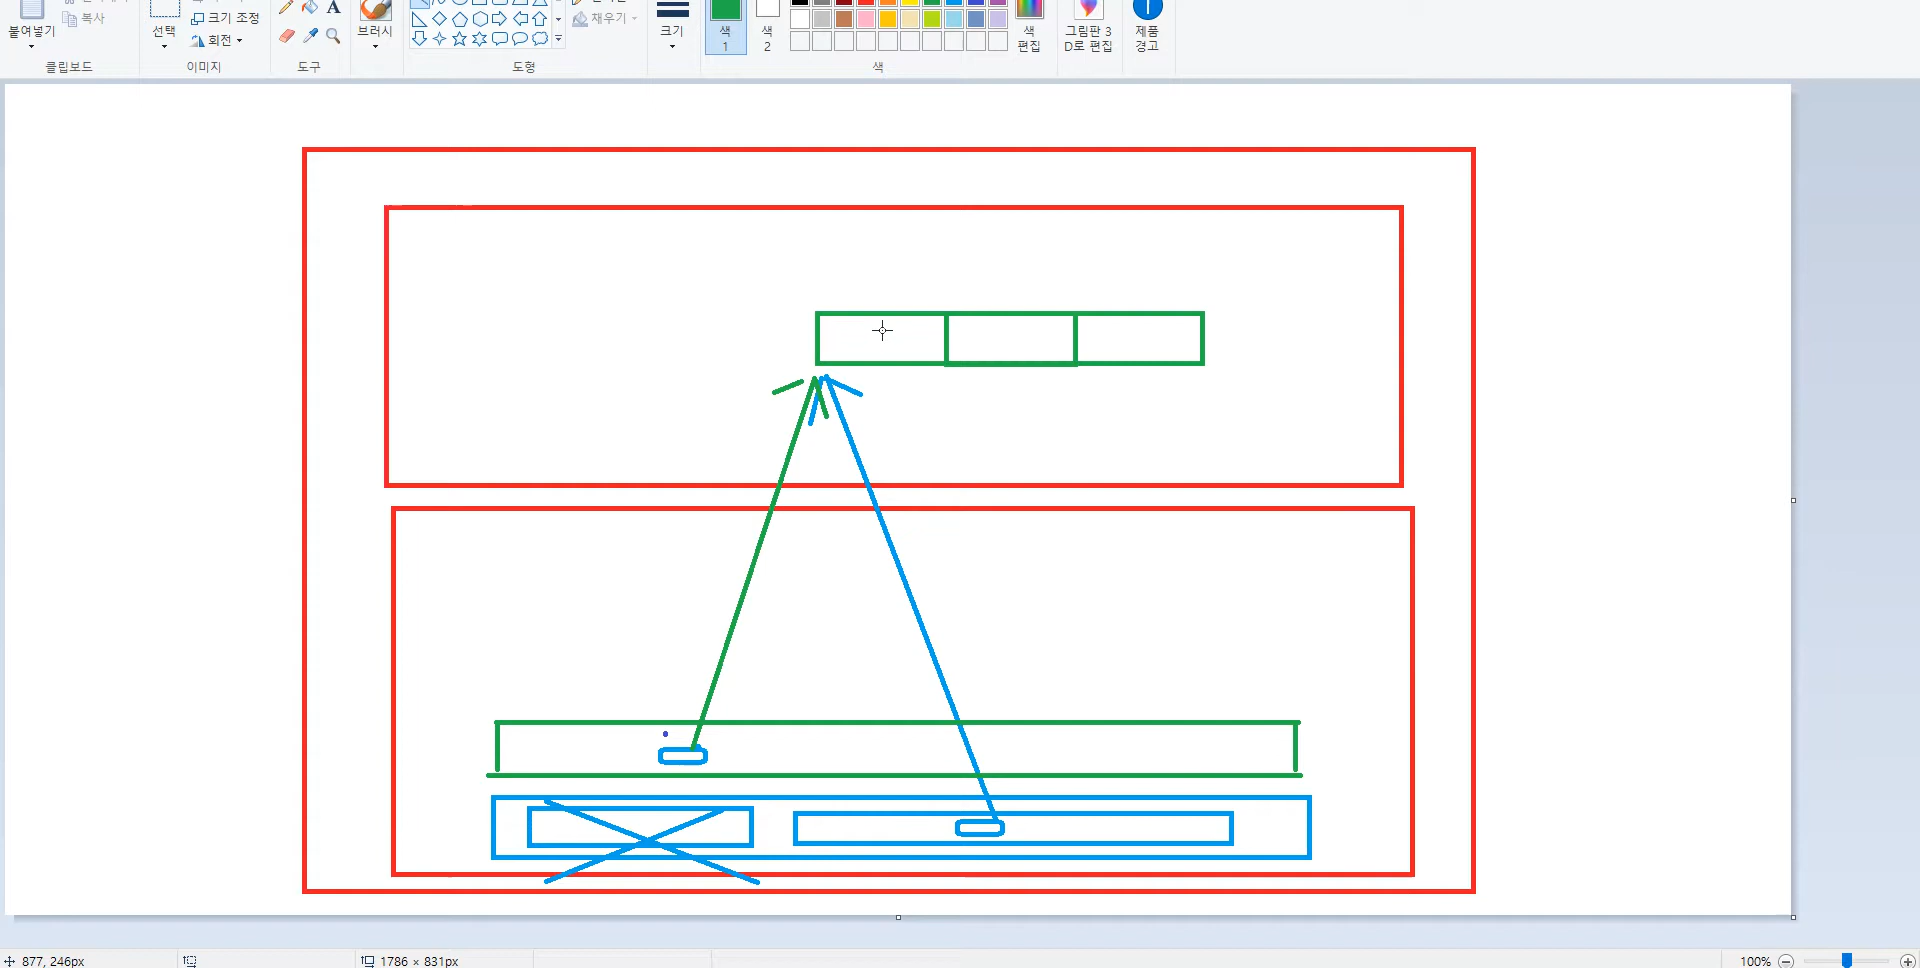 붙여넣기
복사
선택
크기 조정
회전
브러시
A
채우기
크기
색
1
색
2
색
편집
그림판 3
D로 편집
제품
경고
클립보드
이미지
도구
도형
색
877, 246px
1786 × 831px
100%